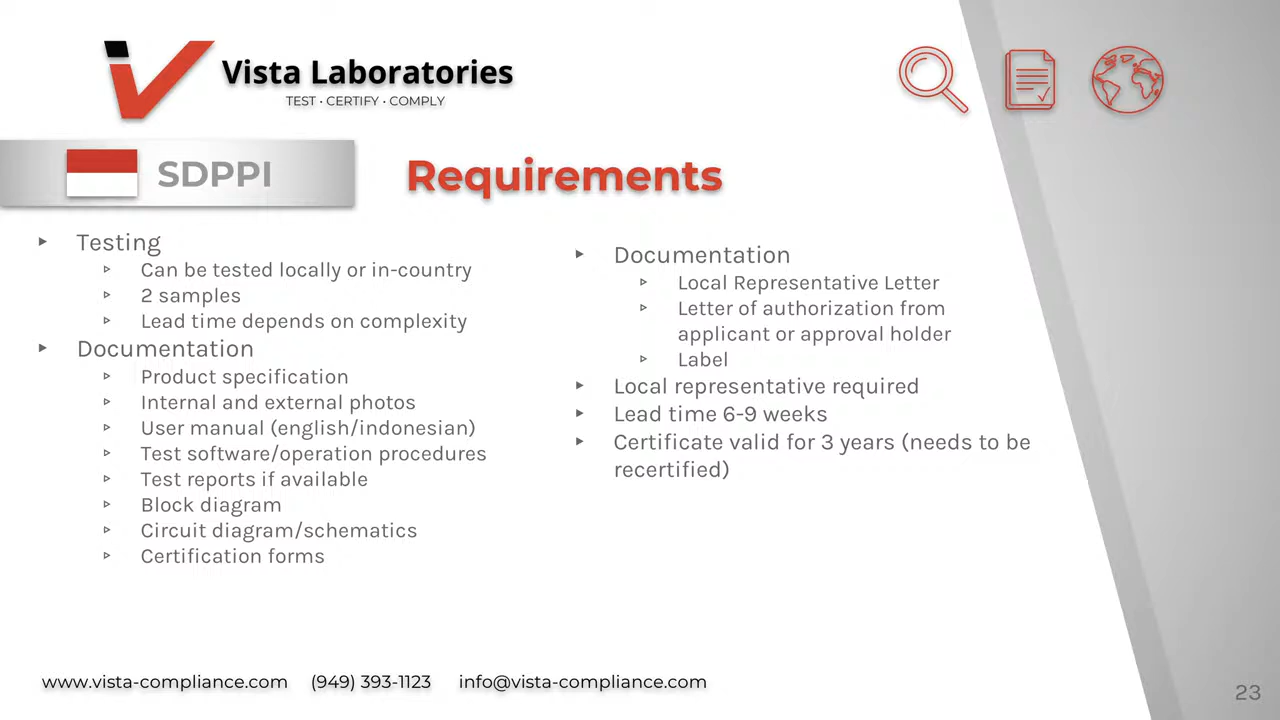 Vista Laboratories
TEST · CERTIFY · COMPLY
SDPPI
Requirements
Testing
Can be tested locally or in-country
2 samples
Lead time depends on complexity
Documentation
Product specification
Internal and external photos
User manual (english/indonesian)
Test software/operation procedures
Test reports if available
Block diagram
Circuit diagram/schematics
Certification forms
Documentation
Local Representative Letter
Letter of authorization from
applicant or approval holder
Label
Local representative required
Lead time 6-9 weeks
Certificate valid for 3 years (needs to be
recertified)
www.vista-compliance.com (949) 393-1123 info@vista-compliance.com
23